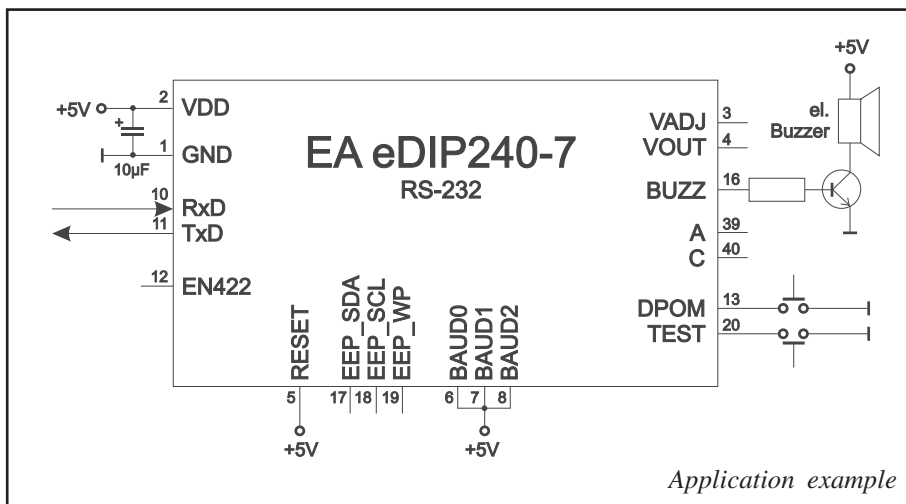 +5V
el.
Buzzer
+5V
2
VDD
+
10µF
1
GND
EA eDIP240-7
RS-232
VADJ
3
VOUT
4
BUZZ
16
10
RxD
11
TxD
A
39
C
40
12
EN422
DPOM
13
TEST
20
RESET
EEP_SDA
EEP_SCL
EEP_WP
BAUD0
BAUD1
BAUD2
5
17
18
19
6
7
8
+5V
+5V
Application example